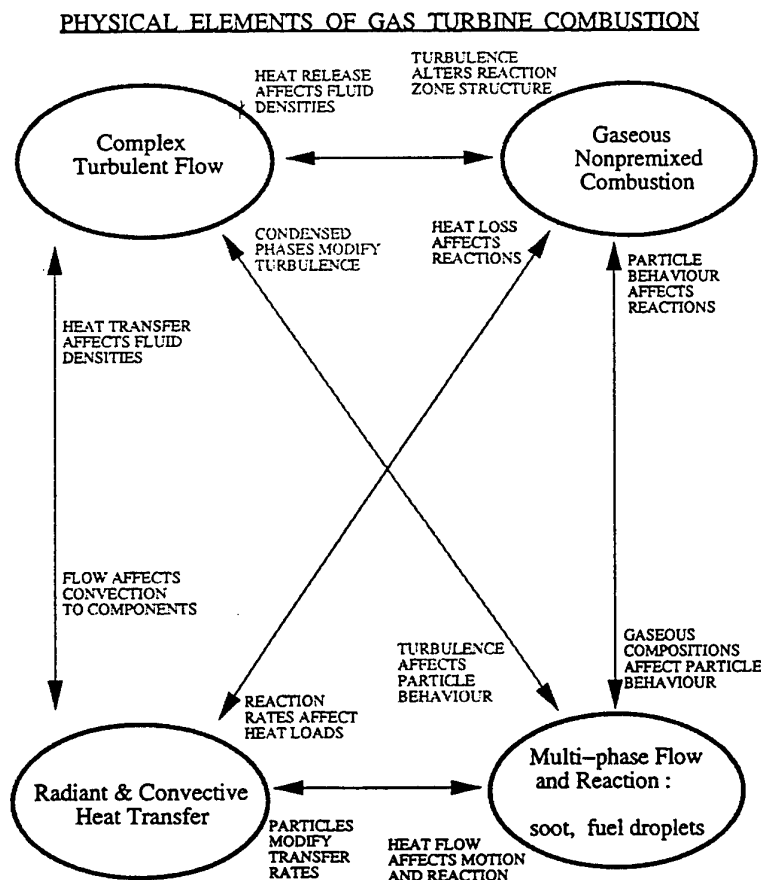 PHYSICAL ELEMENTS OF GAS TURBINE COMBUSTION
HEAT RELEASE
AFFECTS FLUID
DENSITIES
TURBULENCE
ALTERS REACTION
ZONE STRUCTURE
Complex
Turbulent Flow
Gaseous
Nonpremixed
Combustion
CONDENSED
PHASES MODIFY
TURBULENCE
HEAT LOSS
AFFECTS
REACTIONS
PARTICLE
BEHAVIOUR
AFFECTS
REACTIONS
HEAT TRANSFER
AFFECTS FLUID
DENSITIES
FLOW AFFECTS
CONVECTION
TO COMPONENTS
TURBULENCE
AFFECTS
PARTICLE
BEHAVIOUR
GASEOUS
COMPOSITIONS
AFFECT PARTICLE
BEHAVIOUR
REACTION
RATES AFFECT
HEAT LOADS
Radiant & Convective
Heat Transfer
Multi-phase Flow
and Reaction :
soot, fuel droplets
PARTICLES
MODIFY
TRANSFER
RATES
HEAT FLOW
AFFECTS MOTION
AND REACTION